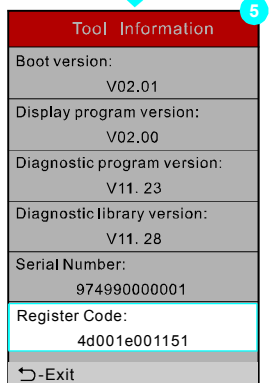 5
Tool Information
Boot version:
V02.01
Display program version:
V02.00
Diagnostic program version:
V11. 23
Diagnostic library version:
V11. 28
Serial Number:
974990000001
Register Code:
4d001e001151
⮌-Exit